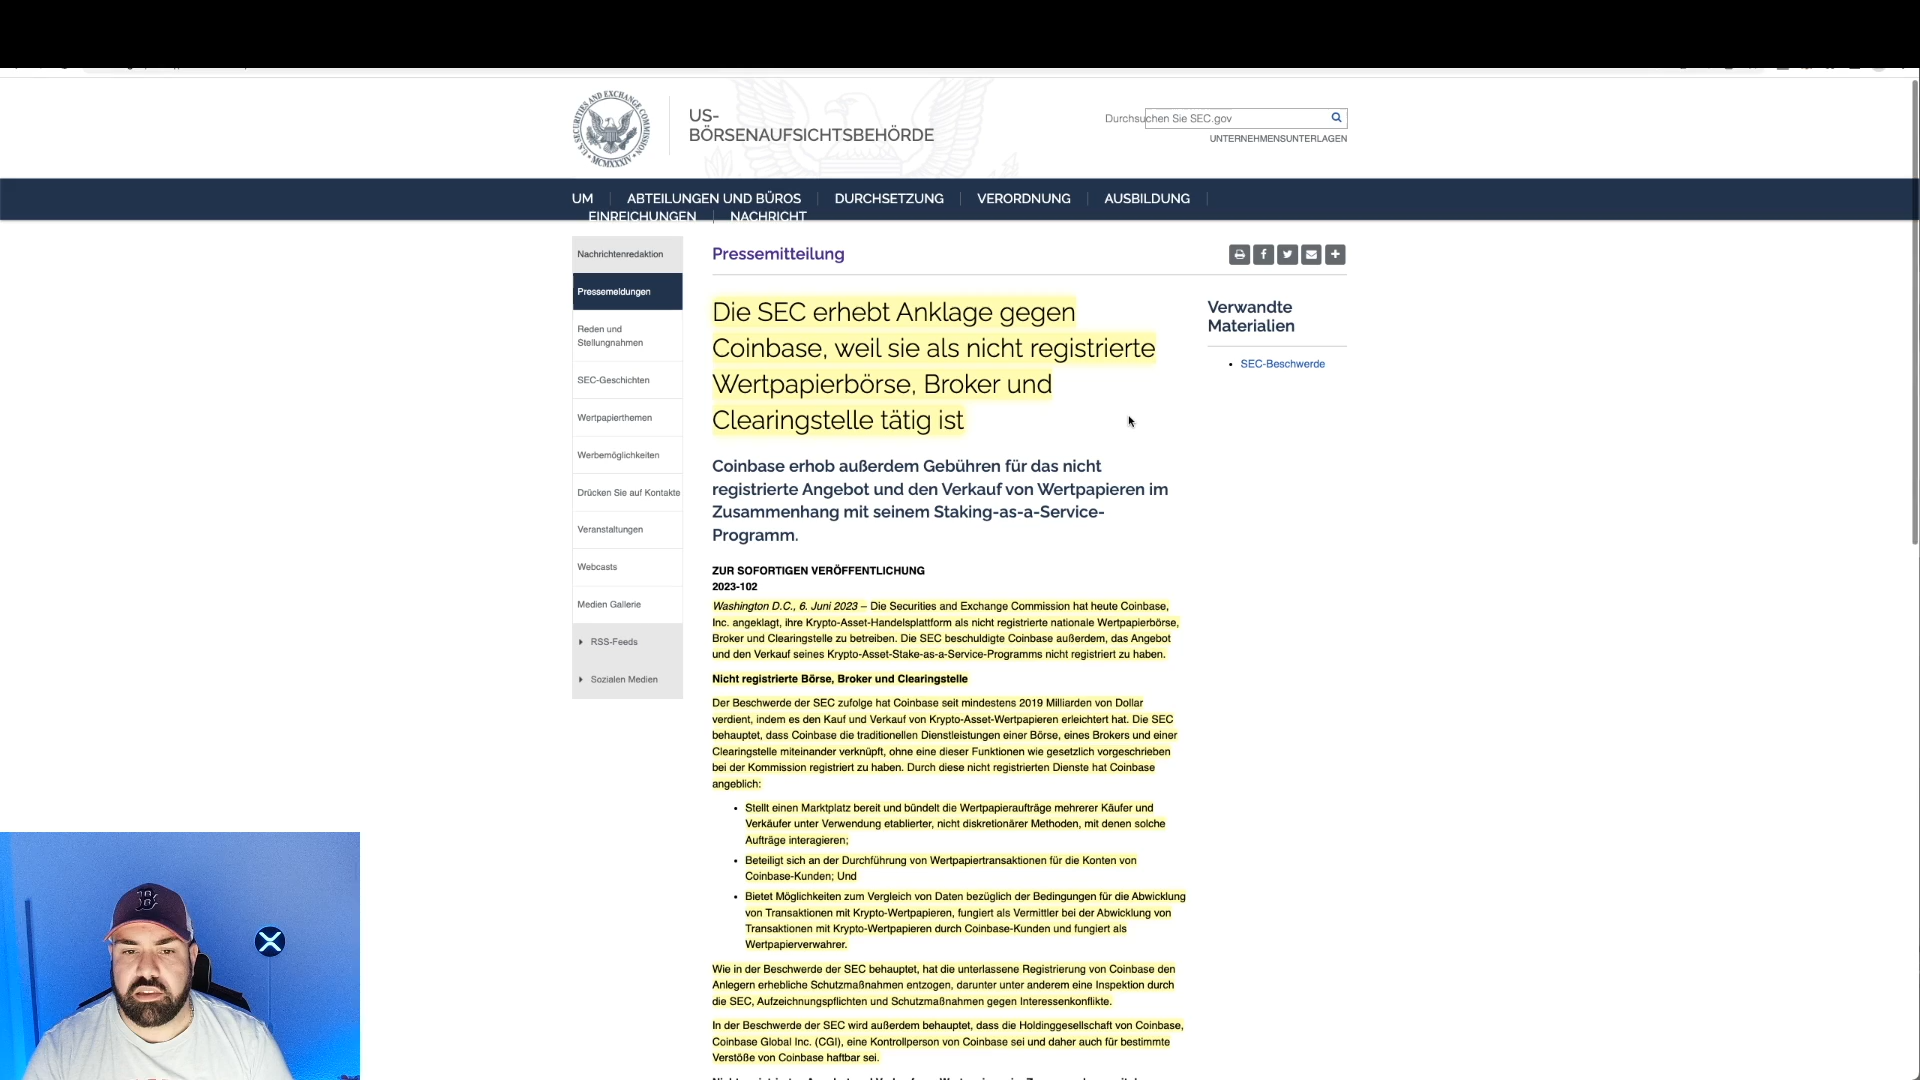 US-
BÖRSENAUFSICHTSBEHÖRDE
Durchsuchen Sie SEC.gov
UNTERNEHMENSUNTERLAGEN
UM
ABTEILUNGEN UND BÜROS
DURCHSETZUNG
VERORDNUNG
AUSBILDUNG
EINREICHUNGEN
NACHRICHT
Nachrichtenredaktion
Pressemeldungen
Reden und
Stellungnahmen
SEC-Geschichten
Wertpapierthemen
Werbemöglichkeiten
Drücken Sie auf Kontakte
Veranstaltungen
Webcasts
Medien Gallerie
RSS-Feeds
Sozialen Medien
Pressemitteilung
Die SEC erhebt Anklage gegen
Coinbase, weil sie als nicht registrierte
Wertpapierbörse, Broker und
Clearingstelle tätig ist
Coinbase erhob außerdem Gebühren für das nicht
registrierte Angebot und den Verkauf von Wertpapieren im
Zusammenhang mit seinem Staking-as-a-Service-
Programm.
ZUR SOFORTIGEN VERÖFFENTLICHUNG
2023-102
Washington D.C., 6. Juni 2023 – Die Securities and Exchange Commission hat heute Coinbase,
Inc. angeklagt, ihre Krypto-Asset-Handelsplattform als nicht registrierte nationale Wertpapierbörse,
Broker und Clearingstelle zu betreiben. Die SEC beschuldigte Coinbase außerdem, das Angebot
und den Verkauf seines Krypto-Asset-Stake-as-a-Service-Programms nicht registriert zu haben.
Nicht registrierte Börse, Broker und Clearingstelle
Der Beschwerde der SEC zufolge hat Coinbase seit mindestens 2019 Milliarden von Dollar
verdient, indem es den Kauf und Verkauf von Krypto-Asset-Wertpapieren erleichtert hat. Die SEC
behauptet, dass Coinbase die traditionellen Dienstleistungen einer Börse, eines Brokers und einer
Clearingstelle miteinander verknüpft, ohne eine dieser Funktionen wie gesetzlich vorgeschrieben
bei der Kommission registriert zu haben. Durch diese nicht registrierten Dienste hat Coinbase
angeblich:
• Stellt einen Marktplatz bereit und bündelt die Wertpapieraufträge mehrerer Käufer und
Verkäufer unter Verwendung etablierter, nicht diskretionärer Methoden, mit denen solche
Aufträge interagieren;
• Beteiligt sich an der Durchführung von Wertpapiertransaktionen für die Konten von
Coinbase-Kunden; Und
• Bietet Möglichkeiten zum Vergleich von Daten bezüglich der Bedingungen für die Abwicklung
von Transaktionen mit Krypto-Wertpapieren, fungiert als Vermittler bei der Abwicklung von
Transaktionen mit Krypto-Wertpapieren durch Coinbase-Kunden und fungiert als
Wertpapierverwahrer.
Wie in der Beschwerde der SEC behauptet, hat die unterlassene Registrierung von Coinbase den
Anlegern erhebliche Schutzmaßnahmen entzogen, darunter unter anderem eine Inspektion durch
die SEC, Aufzeichnungspflichten und Schutzmaßnahmen gegen Interessenkonflikte.
In der Beschwerde der SEC wird außerdem behauptet, dass die Holdinggesellschaft von Coinbase,
Coinbase Global Inc. (CGI), eine Kontrollperson von Coinbase sei und daher auch für bestimmte
Verstöße von Coinbase haftbar sei.
Verwandte
Materialien
• SEC-Beschwerde